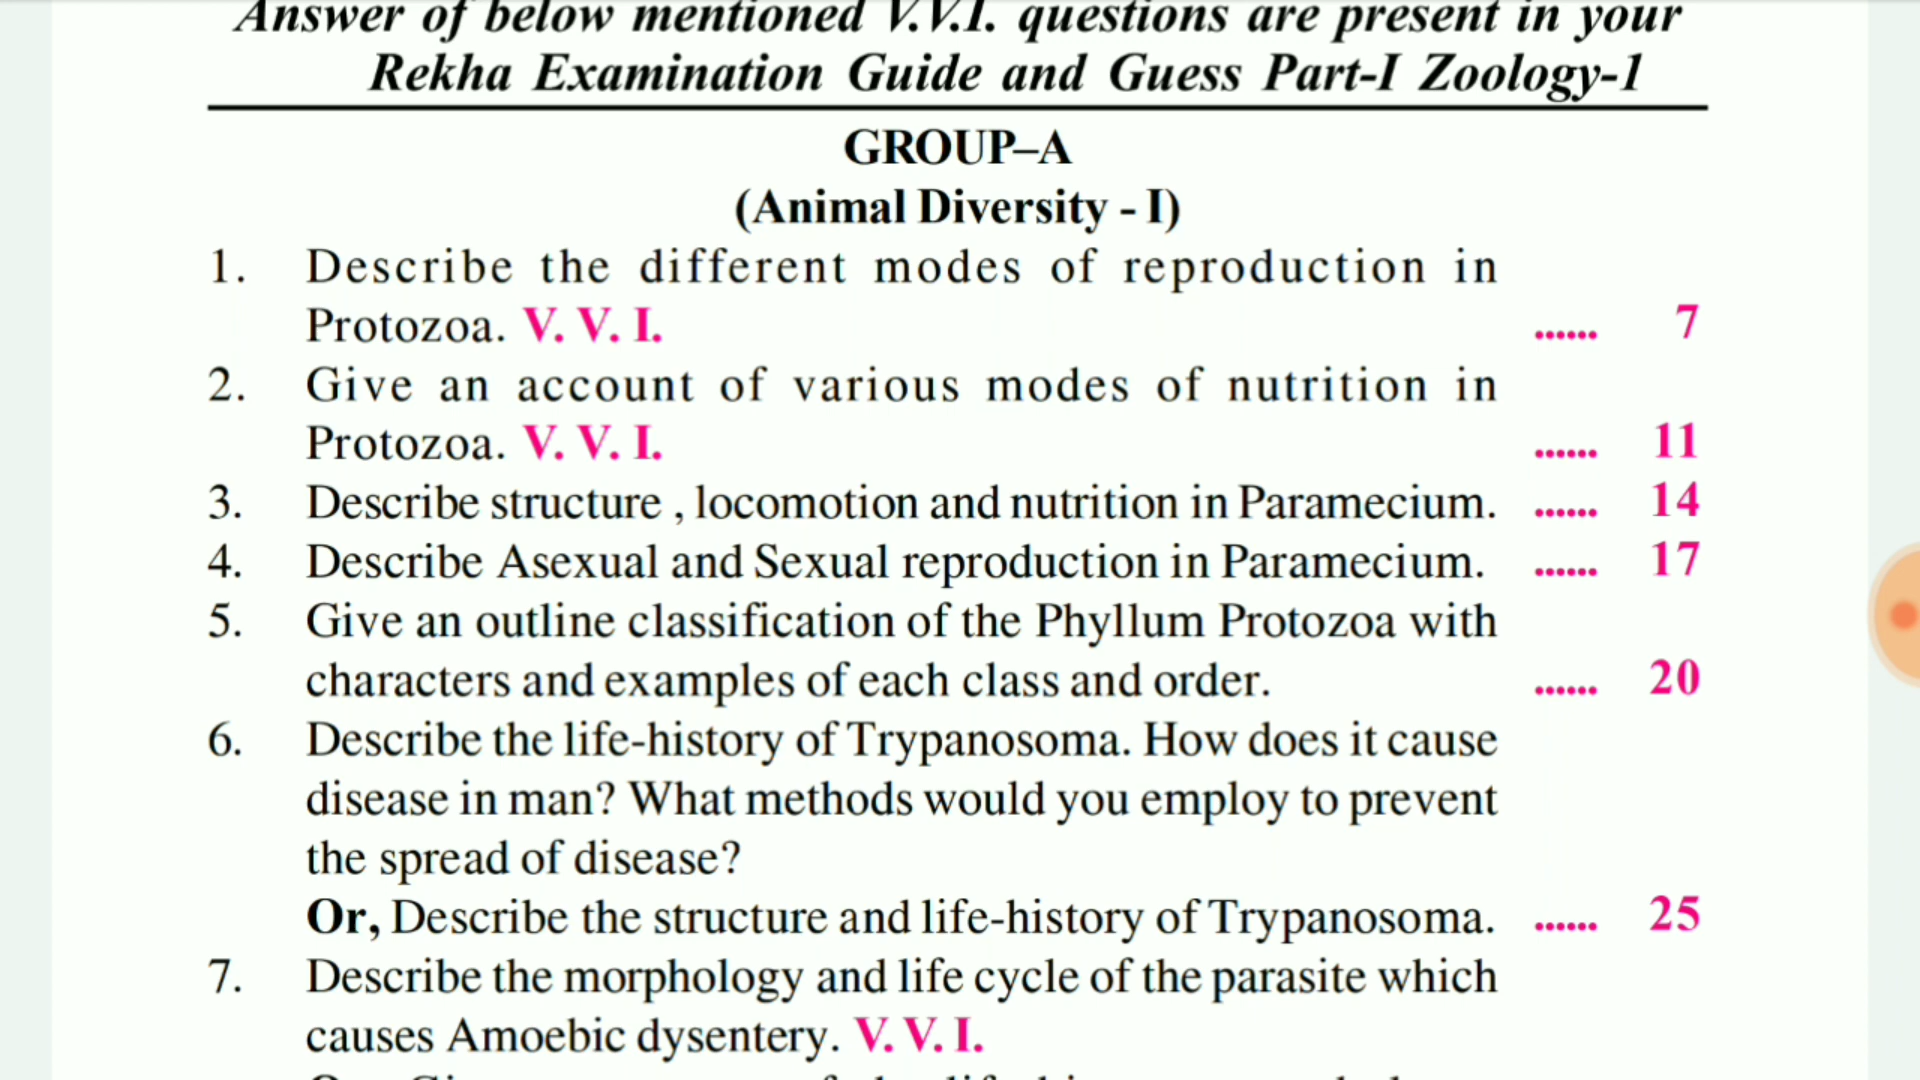 Answer of below mentioned V.V.I. questions are present in your
Rekha Examination Guide and Guess Part-I Zoology-1
GROUP–A
(Animal Diversity - I)
1. Describe the different modes of reproduction in
Protozoa. V. V. I. ...... 7
2. Give an account of various modes of nutrition in
Protozoa. V. V. I. ...... 11
3. Describe structure , locomotion and nutrition in Paramecium. ...... 14
4. Describe Asexual and Sexual reproduction in Paramecium. ...... 17
5. Give an outline classification of the Phyllum Protozoa with
characters and examples of each class and order. ...... 20
6. Describe the life-history of Trypanosoma. How does it cause
disease in man? What methods would you employ to prevent
the spread of disease?
Or, Describe the structure and life-history of Trypanosoma. ...... 25
7. Describe the morphology and life cycle of the parasite which
causes Amoebic dysentery. V. V. I.